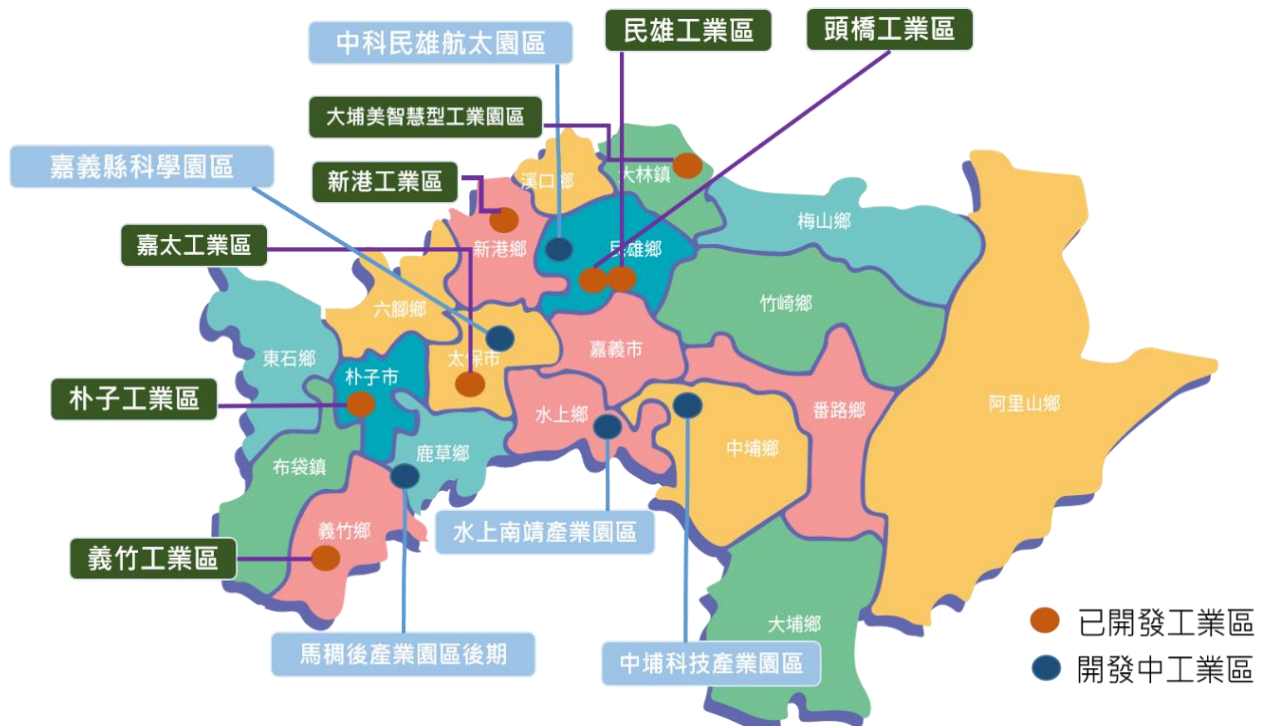 民雄工業區
頭橋工業區
中科民雄航太園區
大埔美智慧型工業園區
嘉義縣科學園區
新港工業區
嘉太工業區
朴子工業區
義竹工業區
溪口鄉
大林鎮
梅山鄉
新港鄉
民雄鄉
竹崎鄉
六腳鄉
東石鄉
朴子市
太保市
嘉義市
水上鄉
番路鄉
阿里山鄉
中埔鄉
鹿草鄉
布袋鎮
義竹鄉
大埔鄉
水上南靖產業園區
馬稠後產業園區後期
中埔科技產業園區
已開發工業區
開發中工業區